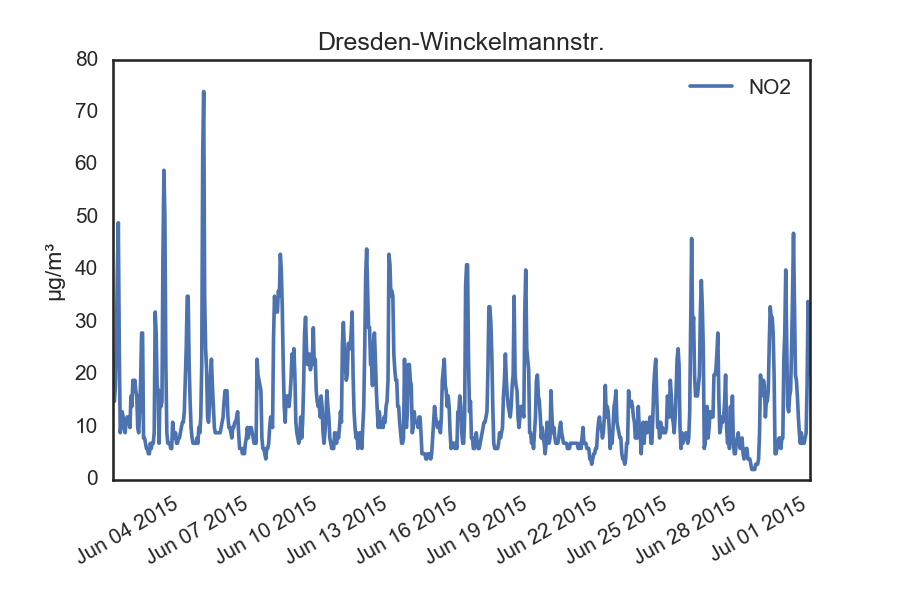 Dresden-Winckelmannstr.
NO2
µg/m³
80
70
60
50
40
30
20
10
0
Jun 04 2015
Jun 07 2015
Jun 10 2015
Jun 13 2015
Jun 16 2015
Jun 19 2015
Jun 22 2015
Jun 25 2015
Jun 28 2015
Jul 01 2015